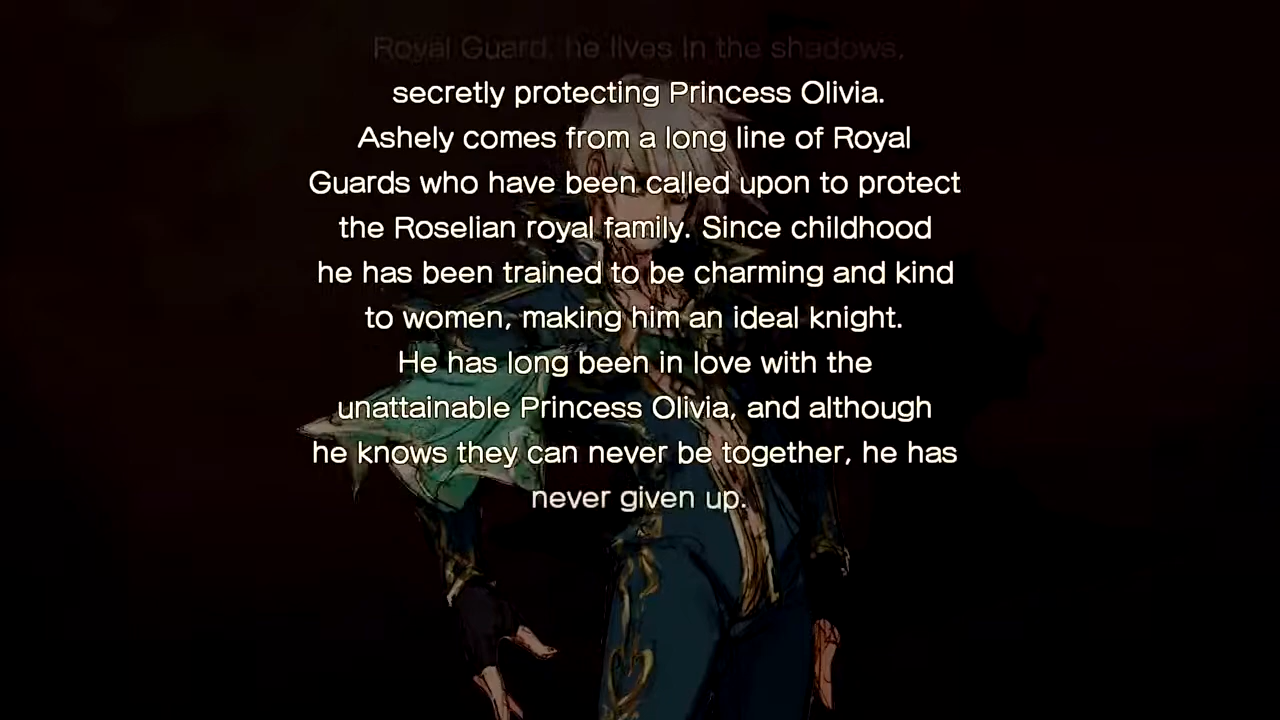 Royal Guard, he lives in the shadows,
secretly protecting Princess Olivia.
Ashely comes from a long line of Royal
Guards who have been called upon to protect
the Roselian royal family. Since childhood
he has been trained to be charming and kind
to women, making him an ideal knight.
He has long been in love with the
unattainable Princess Olivia, and although
he knows they can never be together, he has
never given up.